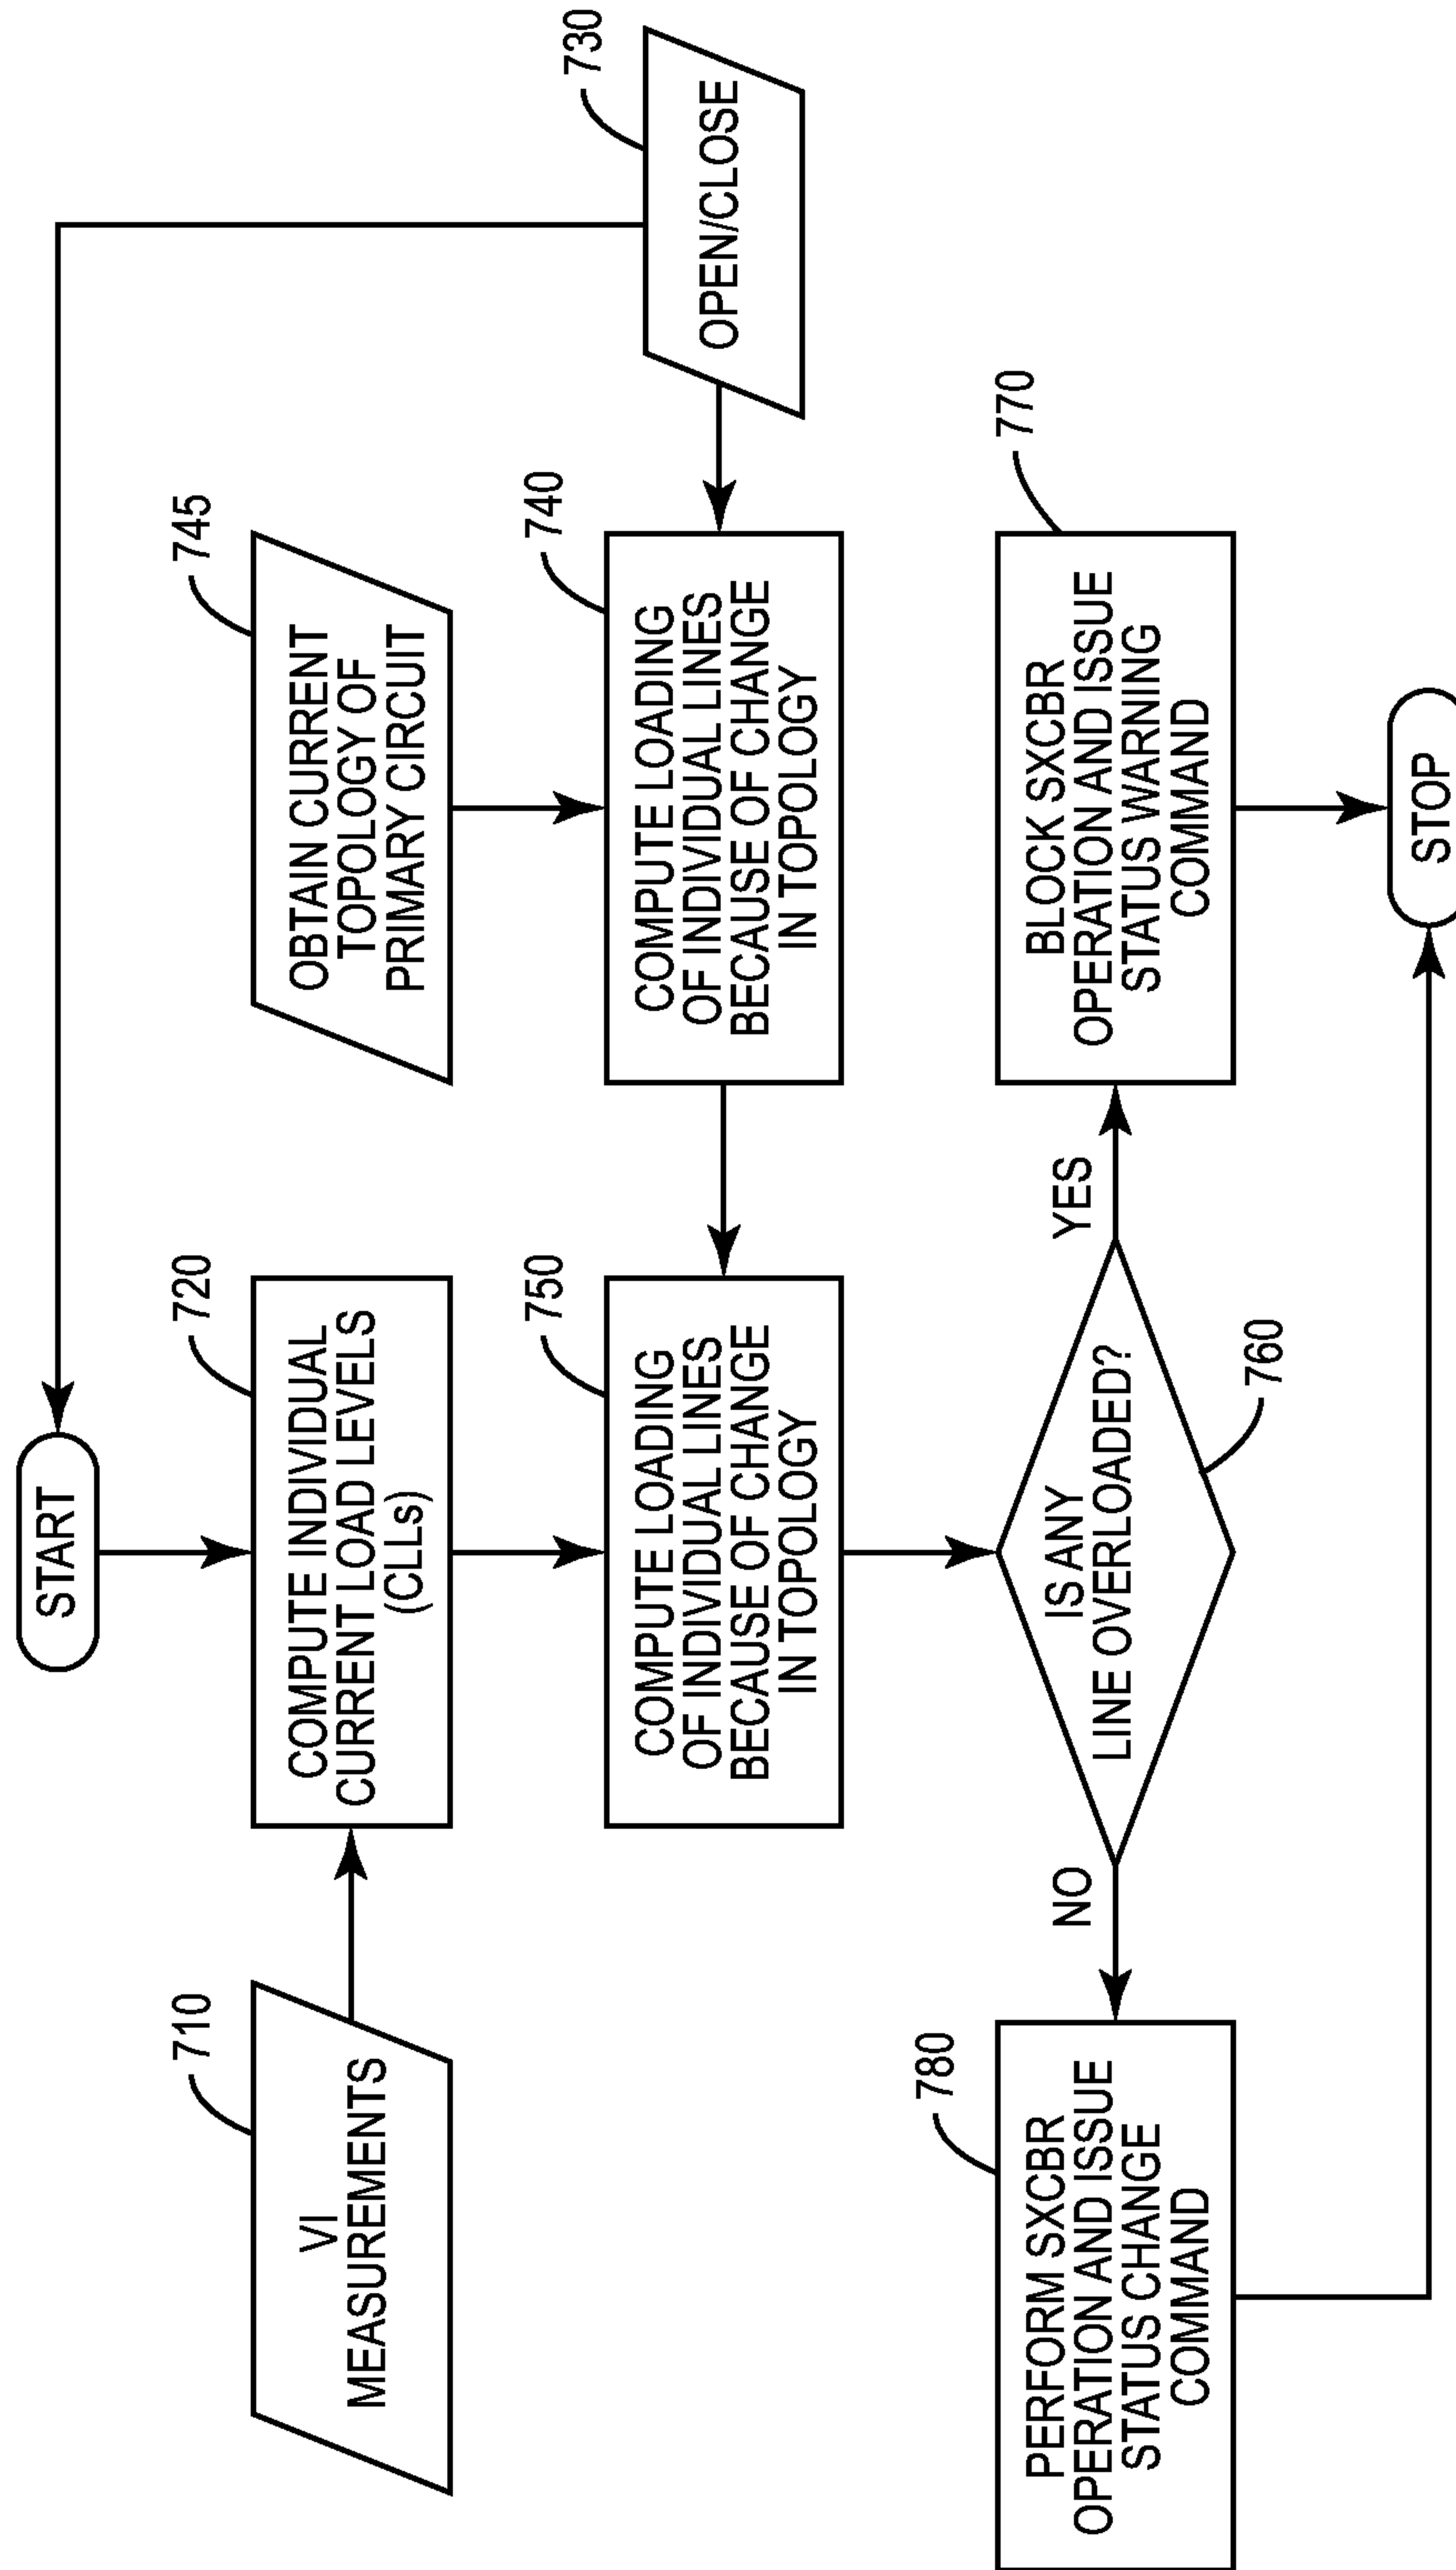 START
710
VI
MEASUREMENTS
720
COMPUTE INDIVIDUAL
CURRENT LOAD LEVELS
(CLLs)
745
OBTAIN CURRENT
TOPOLOGY OF
PRIMARY CIRCUIT
730
OPEN/CLOSE
740
COMPUTE LOADING
OF INDIVIDUAL LINES
BECAUSE OF CHANGE
IN TOPOLOGY
750
COMPUTE LOADING
OF INDIVIDUAL LINES
BECAUSE OF CHANGE
IN TOPOLOGY
760
IS ANY
LINE OVERLOADED?
NO
YES
780
PERFORM SXCBR
OPERATION AND ISSUE
STATUS CHANGE
COMMAND
770
BLOCK SXCBR
OPERATION AND ISSUE
STATUS WARNING
COMMAND
STOP